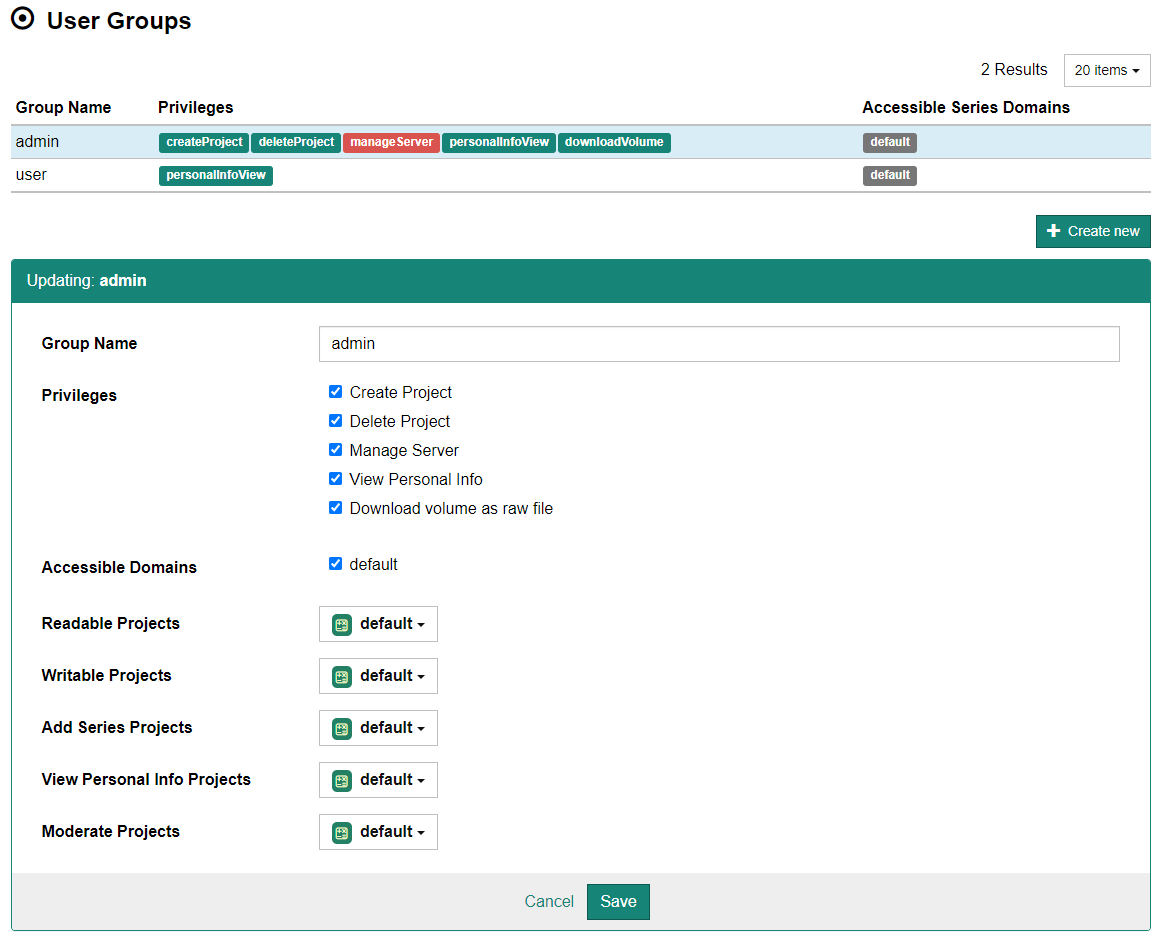 User Groups
2 Results 20 items
Group Name Privileges Accessible Series Domains
admin createProject deleteProject manageServer personalInfoView downloadVolume default
user personalInfoView default
Create new
Updating: admin
Group Name admin
Privileges Create Project
Delete Project
Manage Server
View Personal Info
Download volume as raw file
Accessible Domains default
Readable Projects default
Writable Projects default
Add Series Projects default
View Personal Info Projects default
Moderate Projects default
Cancel Save